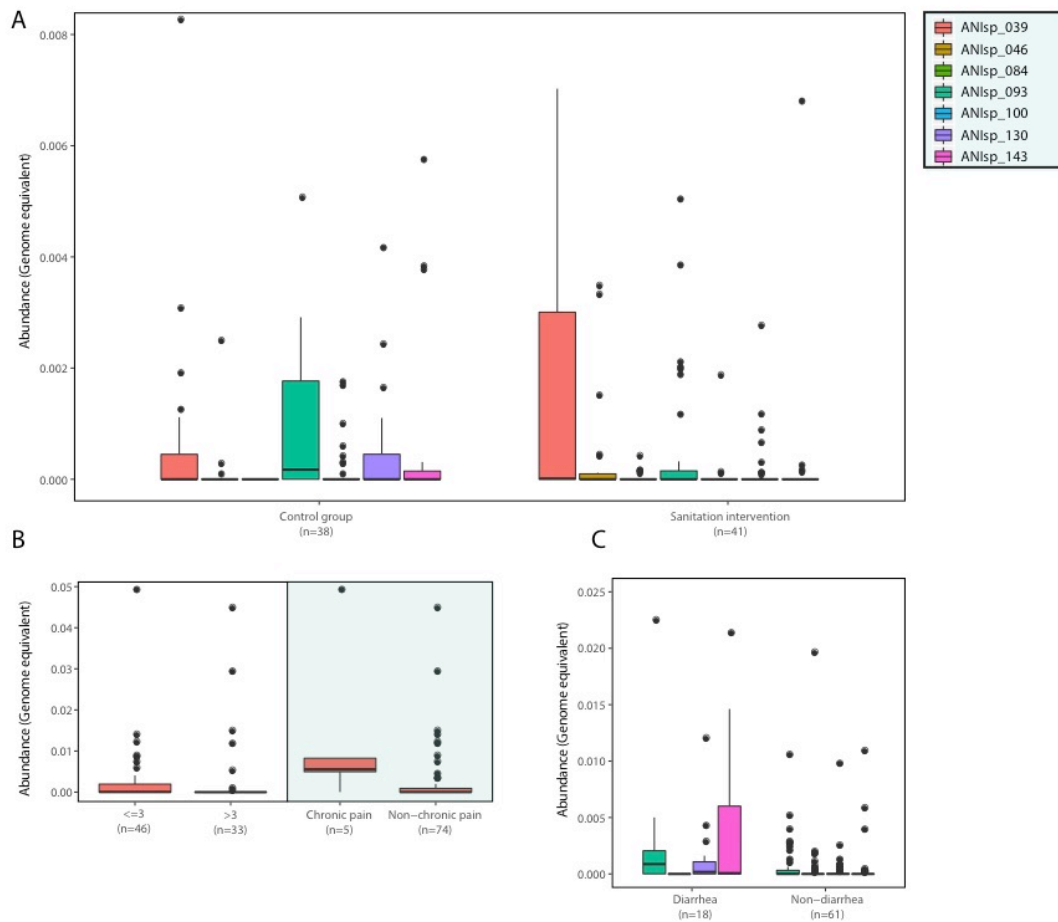 A
0.008
0.006
0.004
0.002
0.000
Abundance (Genome equivalent)
Control group
(n=38)
Sanitation intervention
(n=41)
ANIsp_039
ANIsp_046
ANIsp_084
ANIsp_093
ANIsp_100
ANIsp_130
ANIsp_143
B
0.05
0.04
0.03
0.02
0.01
0.00
Abundance (Genome equivalent)
<=3
(n=46)
>3
(n=33)
Chronic pain
(n=5)
Non-chronic pain
(n=74)
C
0.025
0.020
0.015
0.010
0.005
0.000
Abundance (Genome equivalent)
Diarrhea
(n=18)
Non-diarrhea
(n=61)